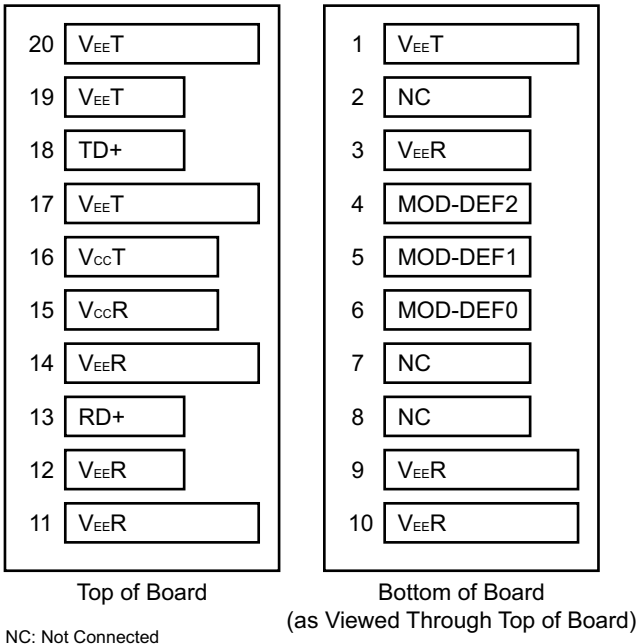 20 VEET
19 VEET
18 TD+
17 VEET
16 VCCT
15 VCCR
14 VEER
13 RD+
12 VEER
11 VEER
Top of Board
1 VEET
2 NC
3 VEER
4 MOD-DEF2
5 MOD-DEF1
6 MOD-DEF0
7 NC
8 NC
9 VEER
10 VEER
Bottom of Board
(as Viewed Through Top of Board)
NC: Not Connected